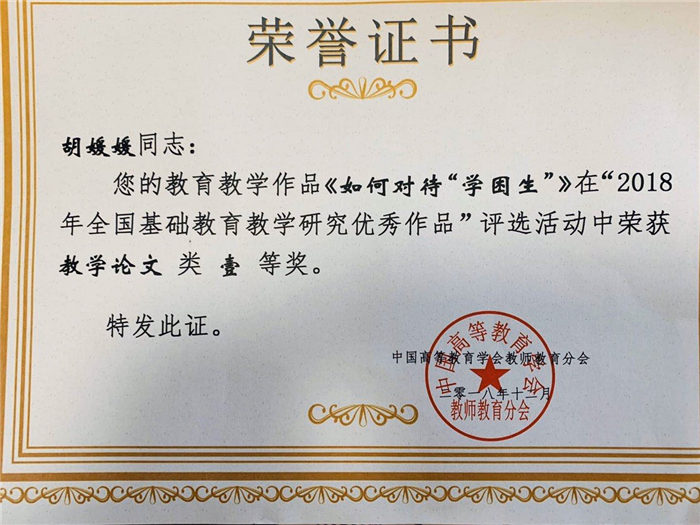 荣誉证书
胡媛媛同志：
您的教育教学作品《如何对待“学困生”》在“2018
年全国基础教育教学研究优秀作品”评选活动中荣获
教学论文 类 壹 等奖。
特发此证。
中国高等教育学会教师教育分会
二零一八年十二月
中国高等教育学会
教师教育分会